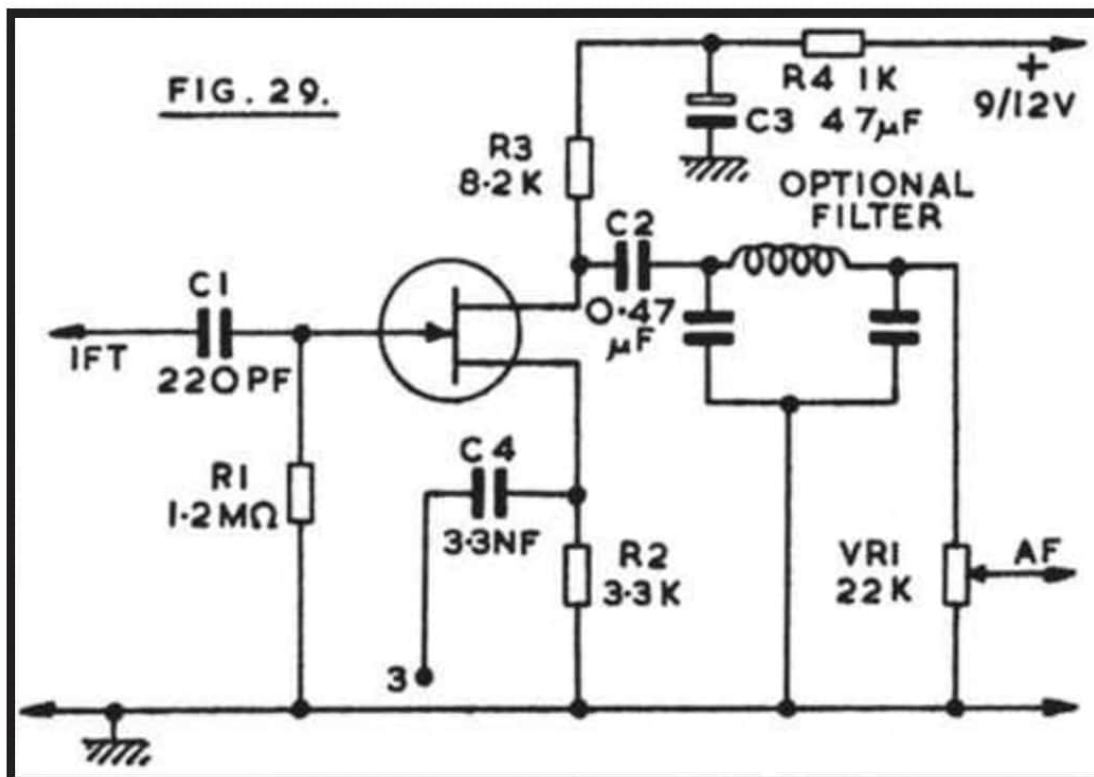 FIG. 29.
R4 1K
+
9/12V
C3 47µF
R3
8·2K
OPTIONAL
FILTER
C2
0·47
µF
C1
IFT
220PF
C4
3·3NF
R1
1·2MΩ
R2
3·3K
VR1
22K
AF
3